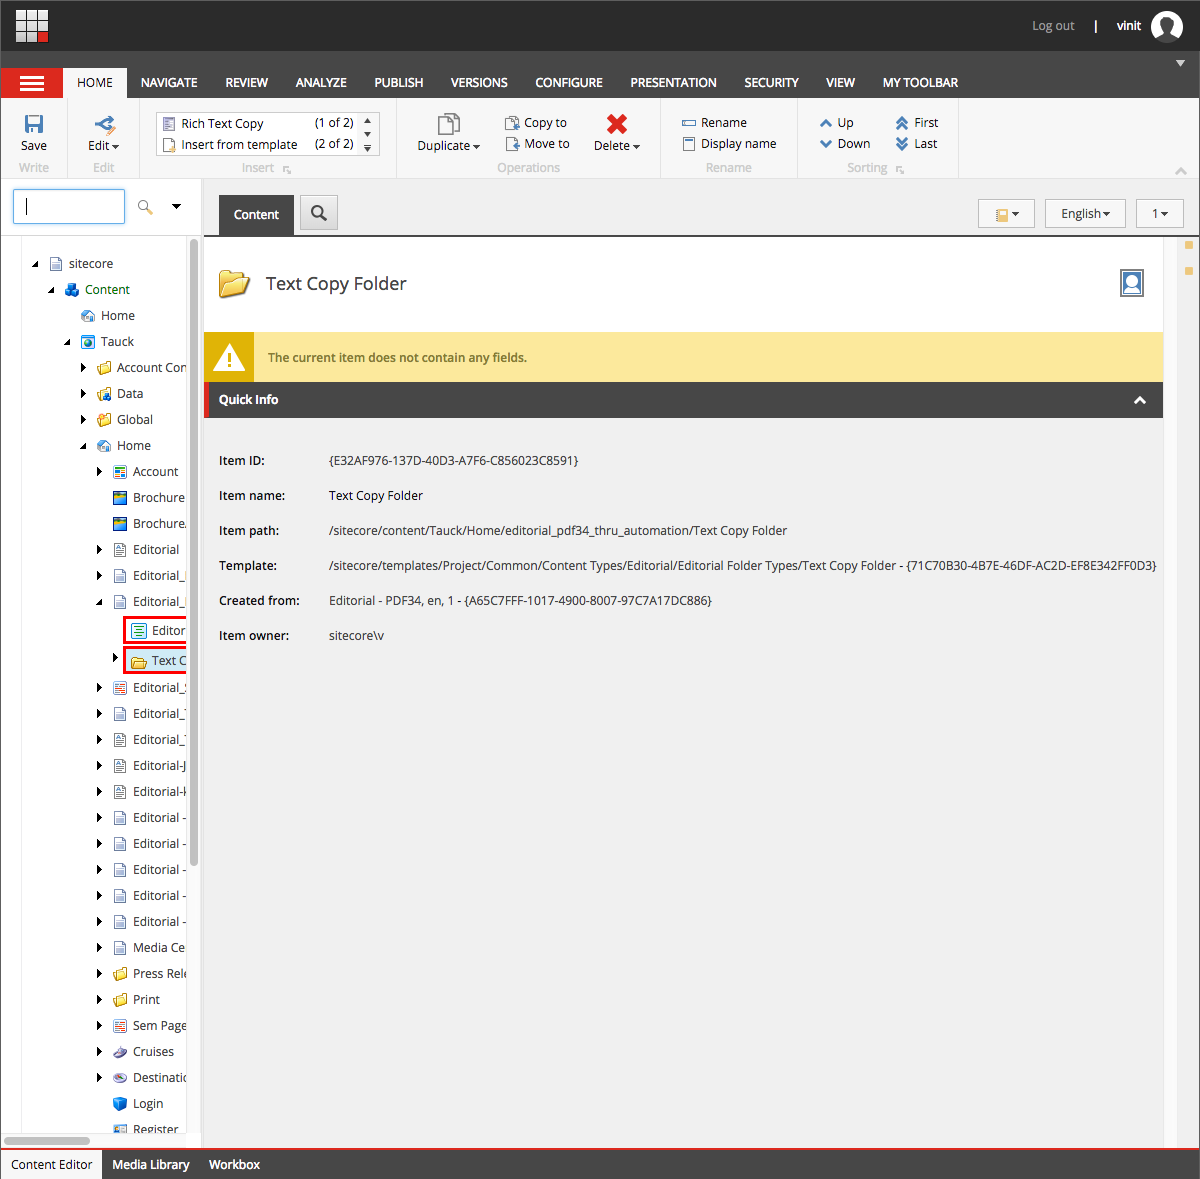 Log out | vinit
HOME NAVIGATE REVIEW ANALYZE PUBLISH VERSIONS CONFIGURE PRESENTATION SECURITY VIEW MY TOOLBAR
Save
Write
Edit
Edit
Rich Text Copy (1 of 2)
Insert from template (2 of 2)
Insert
Duplicate
Copy to
Move to
Delete
Operations
Rename
Display name
Rename
Up
Down
First
Last
Sorting
Content
English
1
sitecore
Content
Home
Tauck
Account Con
Data
Global
Home
Account
Brochure
Brochure
Editorial
Editorial_
Editorial_
Editor
Text C
Editorial_S
Editorial_T
Editorial_T
Editorial-J
Editorial-k
Editorial -
Editorial -
Editorial -
Editorial -
Editorial -
Media Ce
Press Rele
Print
Sem Page
Cruises
Destinatio
Login
Register
Text Copy Folder
The current item does not contain any fields.
Quick Info
Item ID: {E32AF976-137D-40D3-A7F6-C856023C8591}
Item name: Text Copy Folder
Item path: /sitecore/content/Tauck/Home/editorial_pdf34_thru_automation/Text Copy Folder
Template: /sitecore/templates/Project/Common/Content Types/Editorial/Editorial Folder Types/Text Copy Folder - {71C70B30-4B7E-46DF-AC2D-EF8E342FF0D3}
Created from: Editorial - PDF34, en, 1 - {A65C7FFF-1017-4900-8007-97C7A17DC886}
Item owner: sitecore\v
Content Editor Media Library Workbox